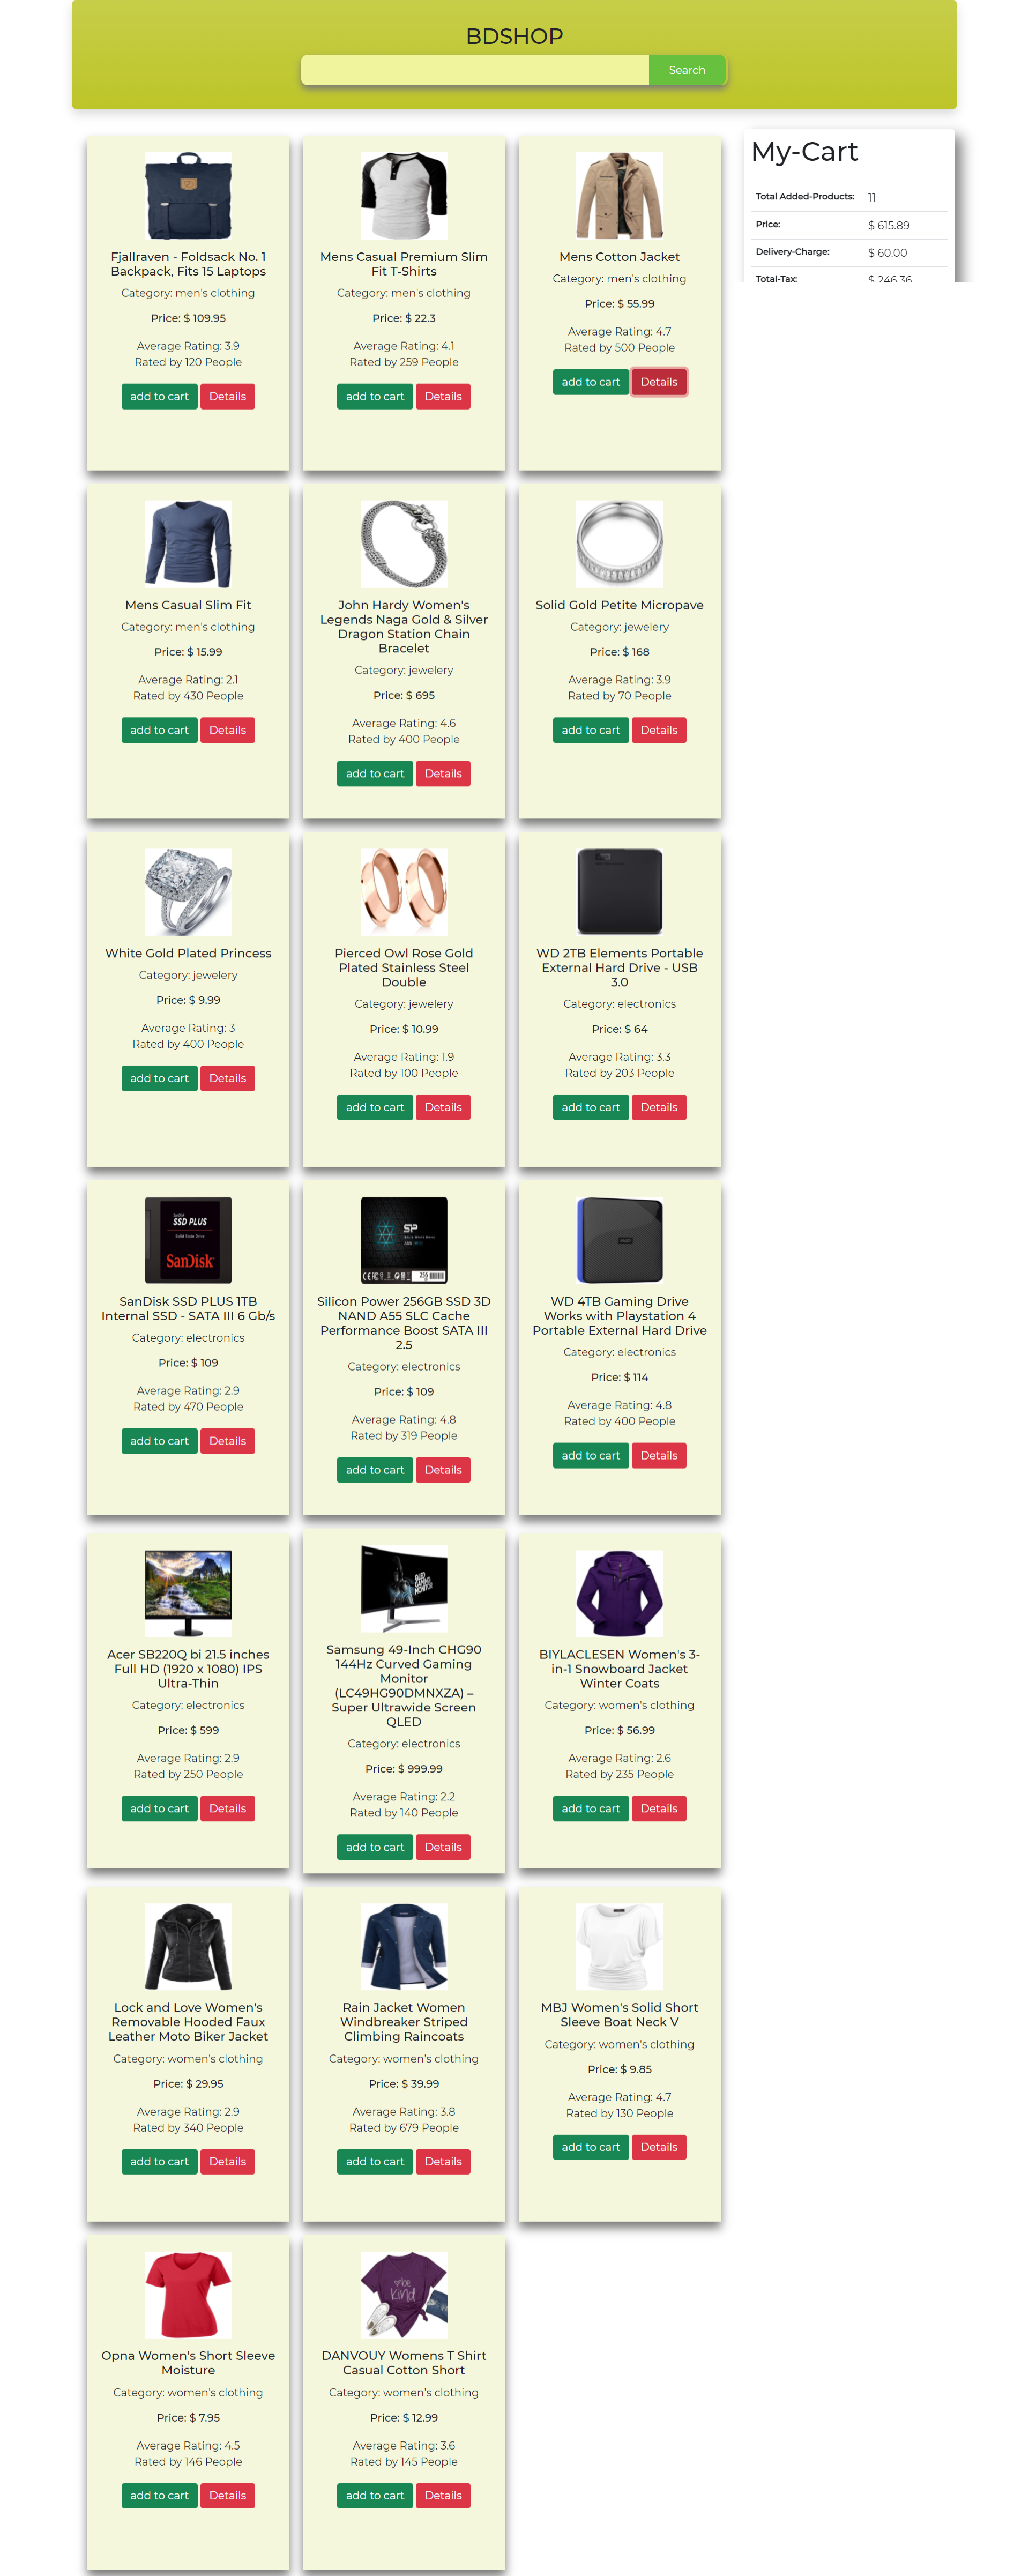 BDSHOP
Search
My-Cart
Total Added-Products: 11
Price: $ 615.89
Delivery-Charge: $ 60.00
Total-Tax: $ 246.36
Fjallraven - Foldsack No. 1
Backpack, Fits 15 Laptops
Category: men's clothing
Price: $ 109.95
Average Rating: 3.9
Rated by 120 People
add to cart Details
Mens Casual Premium Slim
Fit T-Shirts
Category: men's clothing
Price: $ 22.3
Average Rating: 4.1
Rated by 259 People
add to cart Details
Mens Cotton Jacket
Category: men's clothing
Price: $ 55.99
Average Rating: 4.7
Rated by 500 People
add to cart Details
Mens Casual Slim Fit
Category: men's clothing
Price: $ 15.99
Average Rating: 2.1
Rated by 430 People
add to cart Details
John Hardy Women's
Legends Naga Gold & Silver
Dragon Station Chain
Bracelet
Category: jewelery
Price: $ 695
Average Rating: 4.6
Rated by 400 People
add to cart Details
Solid Gold Petite Micropave
Category: jewelery
Price: $ 168
Average Rating: 3.9
Rated by 70 People
add to cart Details
White Gold Plated Princess
Category: jewelery
Price: $ 9.99
Average Rating: 3
Rated by 400 People
add to cart Details
Pierced Owl Rose Gold
Plated Stainless Steel
Double
Category: jewelery
Price: $ 10.99
Average Rating: 1.9
Rated by 100 People
add to cart Details
WD 2TB Elements Portable
External Hard Drive - USB
3.0
Category: electronics
Price: $ 64
Average Rating: 3.3
Rated by 203 People
add to cart Details
SSD PLUS
Solid State Drive
SanDisk
SanDisk SSD PLUS 1TB
Internal SSD - SATA III 6 Gb/s
Category: electronics
Price: $ 109
Average Rating: 2.9
Rated by 470 People
add to cart Details
SP
256
Silicon Power 256GB SSD 3D
NAND A55 SLC Cache
Performance Boost SATA III
2.5
Category: electronics
Price: $ 109
Average Rating: 4.8
Rated by 319 People
add to cart Details
WD 4TB Gaming Drive
Works with Playstation 4
Portable External Hard Drive
Category: electronics
Price: $ 114
Average Rating: 4.8
Rated by 400 People
add to cart Details
Acer SB220Q bi 21.5 inches
Full HD (1920 x 1080) IPS
Ultra-Thin
Category: electronics
Price: $ 599
Average Rating: 2.9
Rated by 250 People
add to cart Details
QLED
GAMING
MONITOR
Samsung 49-Inch CHG90
144Hz Curved Gaming
Monitor
(LC49HG90DMNXZA) –
Super Ultrawide Screen
QLED
Category: electronics
Price: $ 999.99
Average Rating: 2.2
Rated by 140 People
add to cart Details
BIYLACLESEN Women's 3-
in-1 Snowboard Jacket
Winter Coats
Category: women's clothing
Price: $ 56.99
Average Rating: 2.6
Rated by 235 People
add to cart Details
Lock and Love Women's
Removable Hooded Faux
Leather Moto Biker Jacket
Category: women's clothing
Price: $ 29.95
Average Rating: 2.9
Rated by 340 People
add to cart Details
Rain Jacket Women
Windbreaker Striped
Climbing Raincoats
Category: women's clothing
Price: $ 39.99
Average Rating: 3.8
Rated by 679 People
add to cart Details
MBJ Women's Solid Short
Sleeve Boat Neck V
Category: women's clothing
Price: $ 9.85
Average Rating: 4.7
Rated by 130 People
add to cart Details
Opna Women's Short Sleeve
Moisture
Category: women's clothing
Price: $ 7.95
Average Rating: 4.5
Rated by 146 People
add to cart Details
be
kind
DANVOUY Womens T Shirt
Casual Cotton Short
Category: women's clothing
Price: $ 12.99
Average Rating: 3.6
Rated by 145 People
add to cart Details